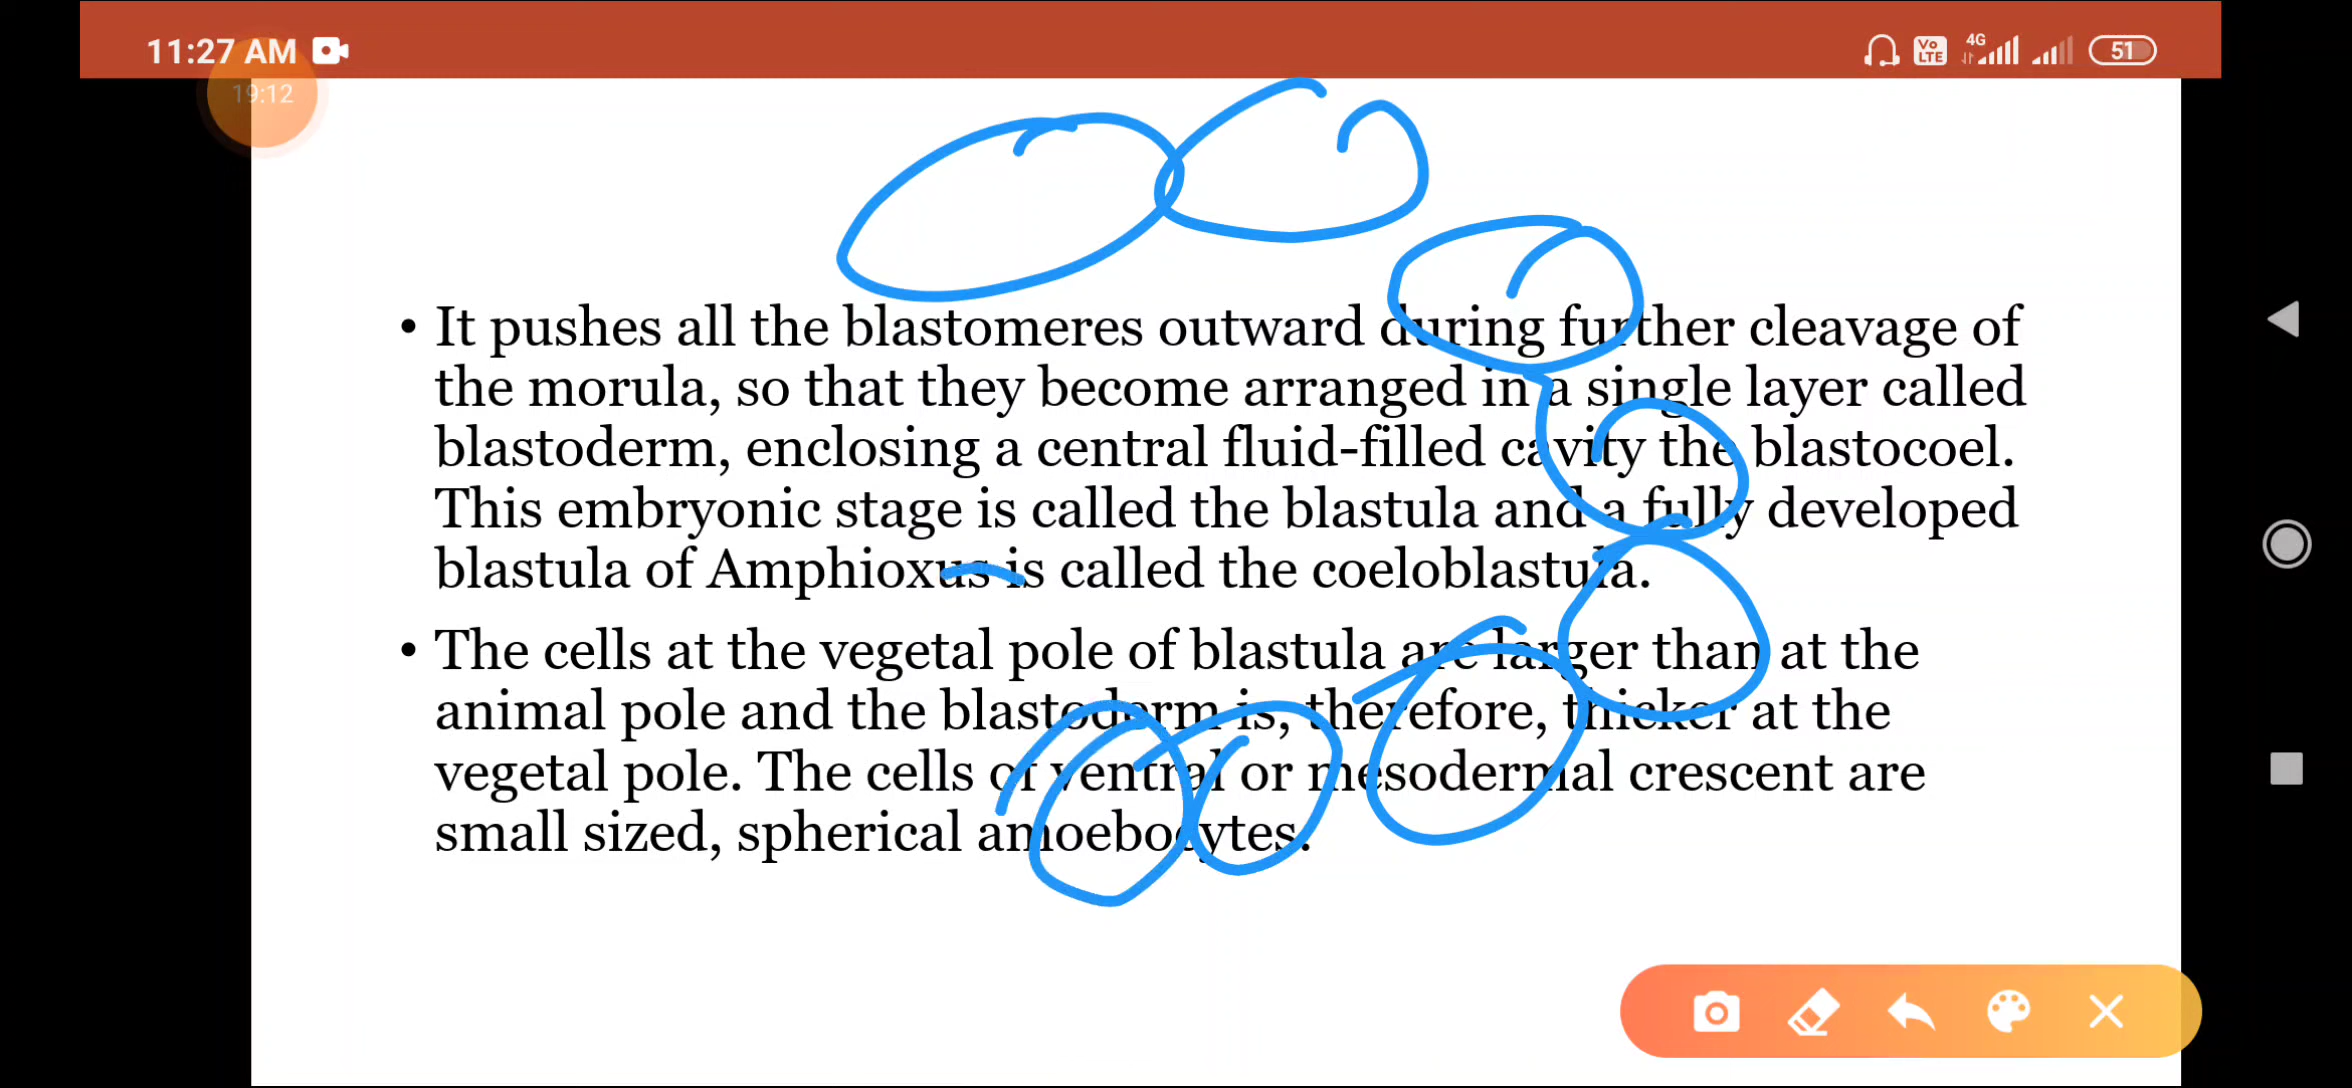 11:27 AM
Vo LTE 4G 51
19:12
• It pushes all the blastomeres outward during further cleavage of
the morula, so that they become arranged in a single layer called
blastoderm, enclosing a central fluid-filled cavity the blastocoel.
This embryonic stage is called the blastula and a fully developed
blastula of Amphioxus is called the coeloblastula.
• The cells at the vegetal pole of blastula are larger than at the
animal pole and the blastoderm is, therefore, thicker at the
vegetal pole. The cells of ventral or mesodermal crescent are
small sized, spherical amoebocytes.